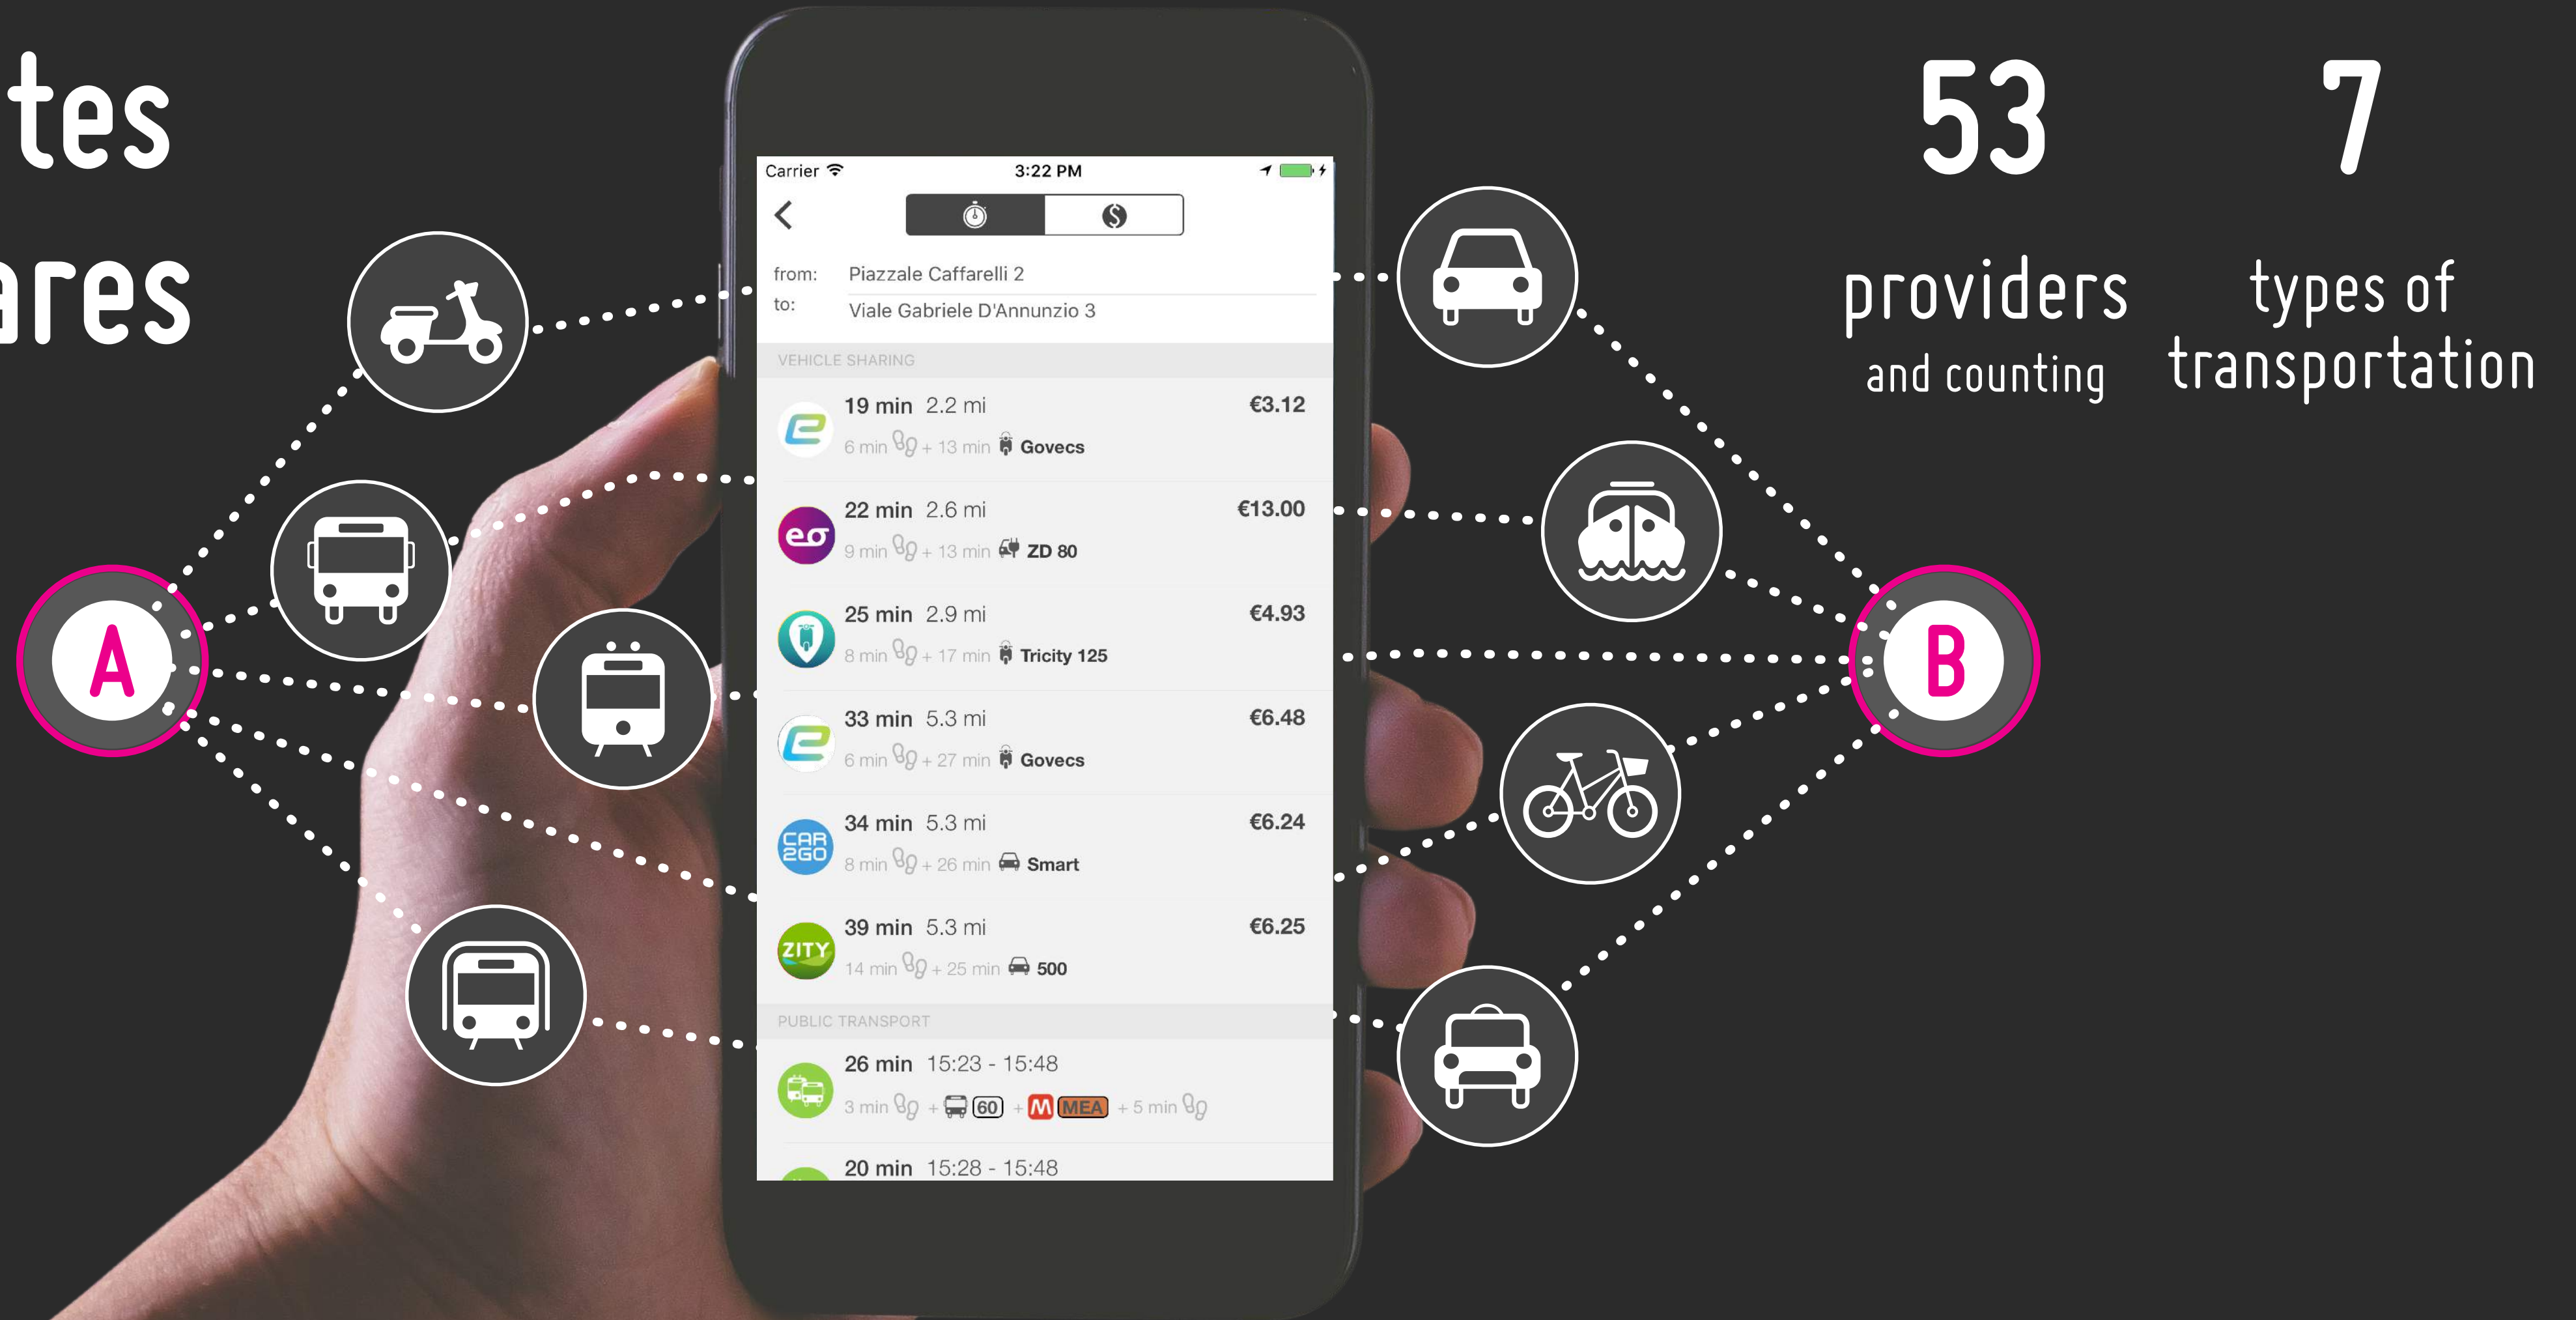 tes
ares
53
providers
and counting
7
types of
transportation
A
B
Carrier 3:22 PM
from: Piazzale Caffarelli 2
to: Viale Gabriele D'Annunzio 3
VEHICLE SHARING
19 min 2.2 mi €3.12
6 min + 13 min Govecs
22 min 2.6 mi €13.00
eσ
9 min + 13 min ZD 80
25 min 2.9 mi €4.93
8 min + 17 min Tricity 125
33 min 5.3 mi €6.48
6 min + 27 min Govecs
34 min 5.3 mi €6.24
CAR
2GO
8 min + 26 min Smart
39 min 5.3 mi €6.25
ZITY
14 min + 25 min 500
PUBLIC TRANSPORT
26 min 15:23 - 15:48
3 min + 60 + M MEA + 5 min
20 min 15:28 - 15:48